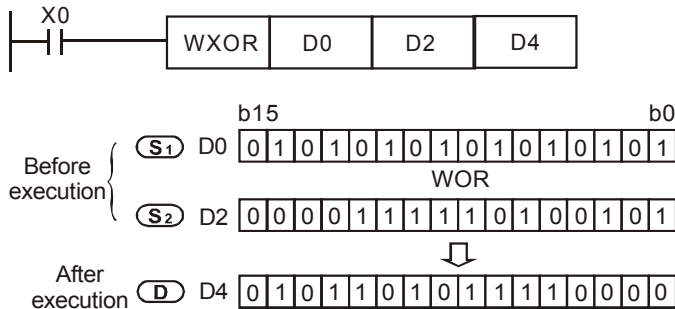 X0
WXOR D0 D2 D4
b15 b0
Before execution
S1 D0 0 1 0 1 0 1 0 1 0 1 0 1 0 1 0 1
WOR
S2 D2 0 0 0 0 1 1 1 1 1 0 1 0 0 1 0 1
After execution
D D4 0 1 0 1 1 0 1 0 1 1 1 1 0 0 0 0